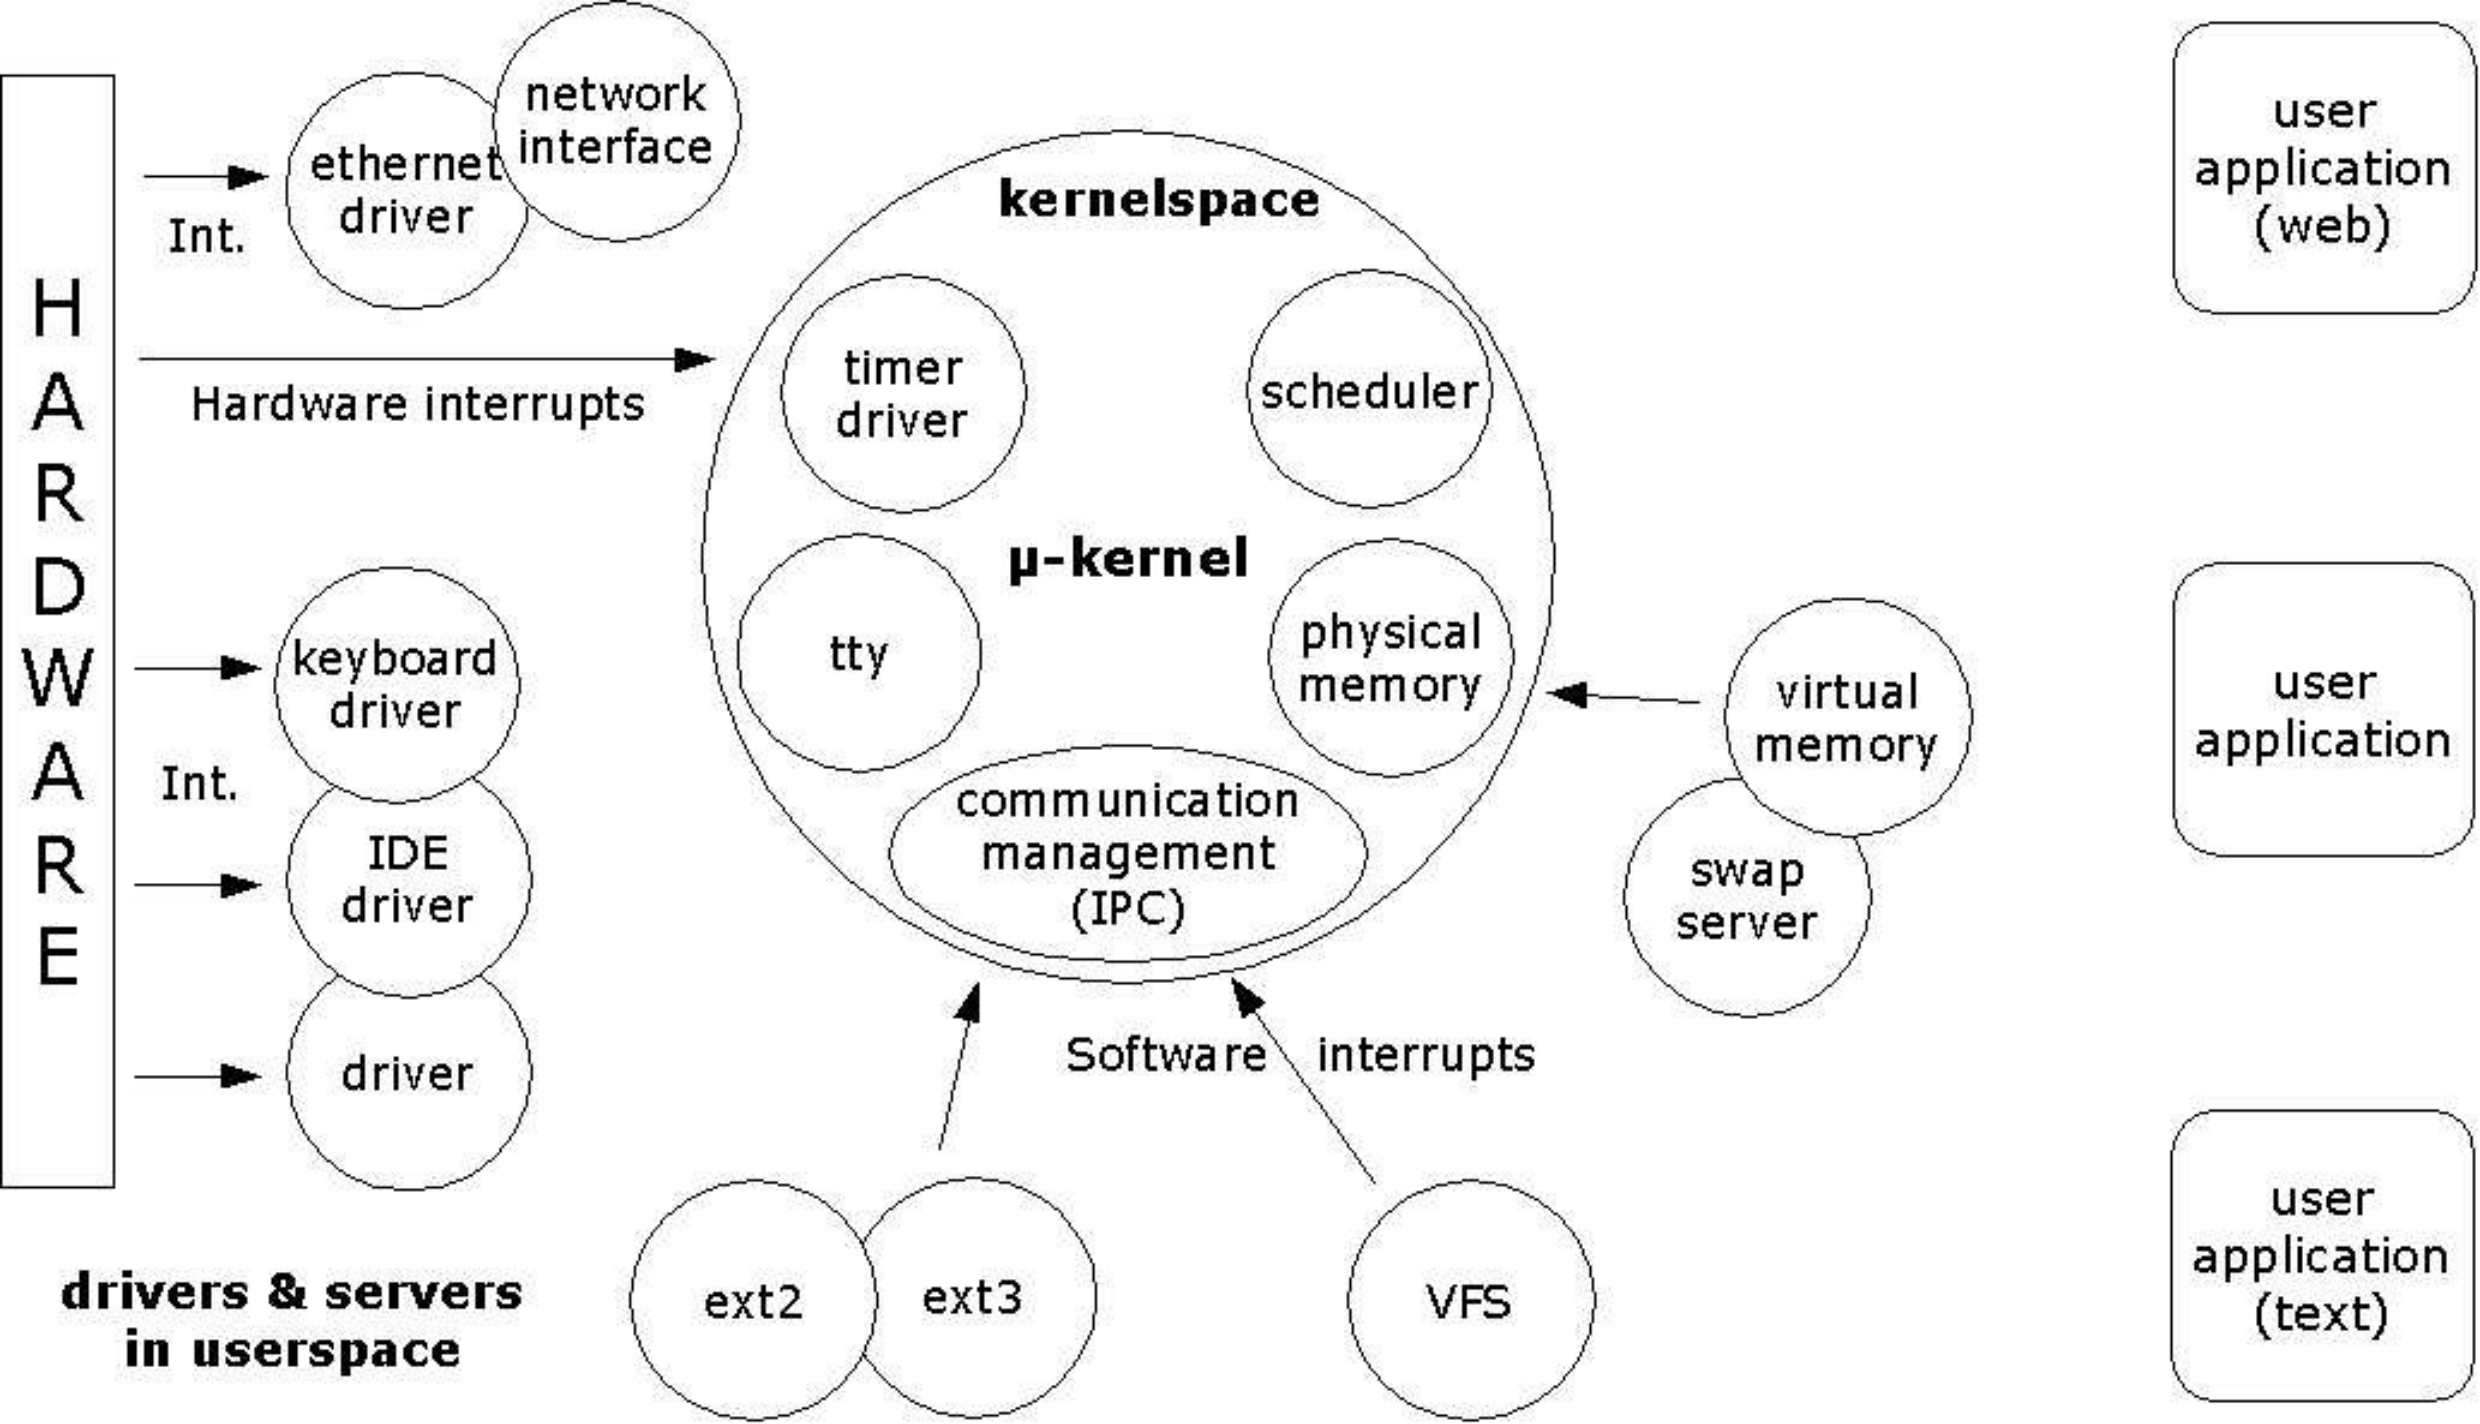 HARDWARE
network
interface
ethernet
driver
Int.
Hardware interrupts
keyboard
driver
Int.
IDE
driver
driver
drivers & servers
in userspace
kernelspace
timer
driver
scheduler
µ-kernel
tty
physical
memory
communication
management
(IPC)
Software interrupts
ext2
ext3
VFS
virtual
memory
swap
server
user
application
(web)
user
application
user
application
(text)